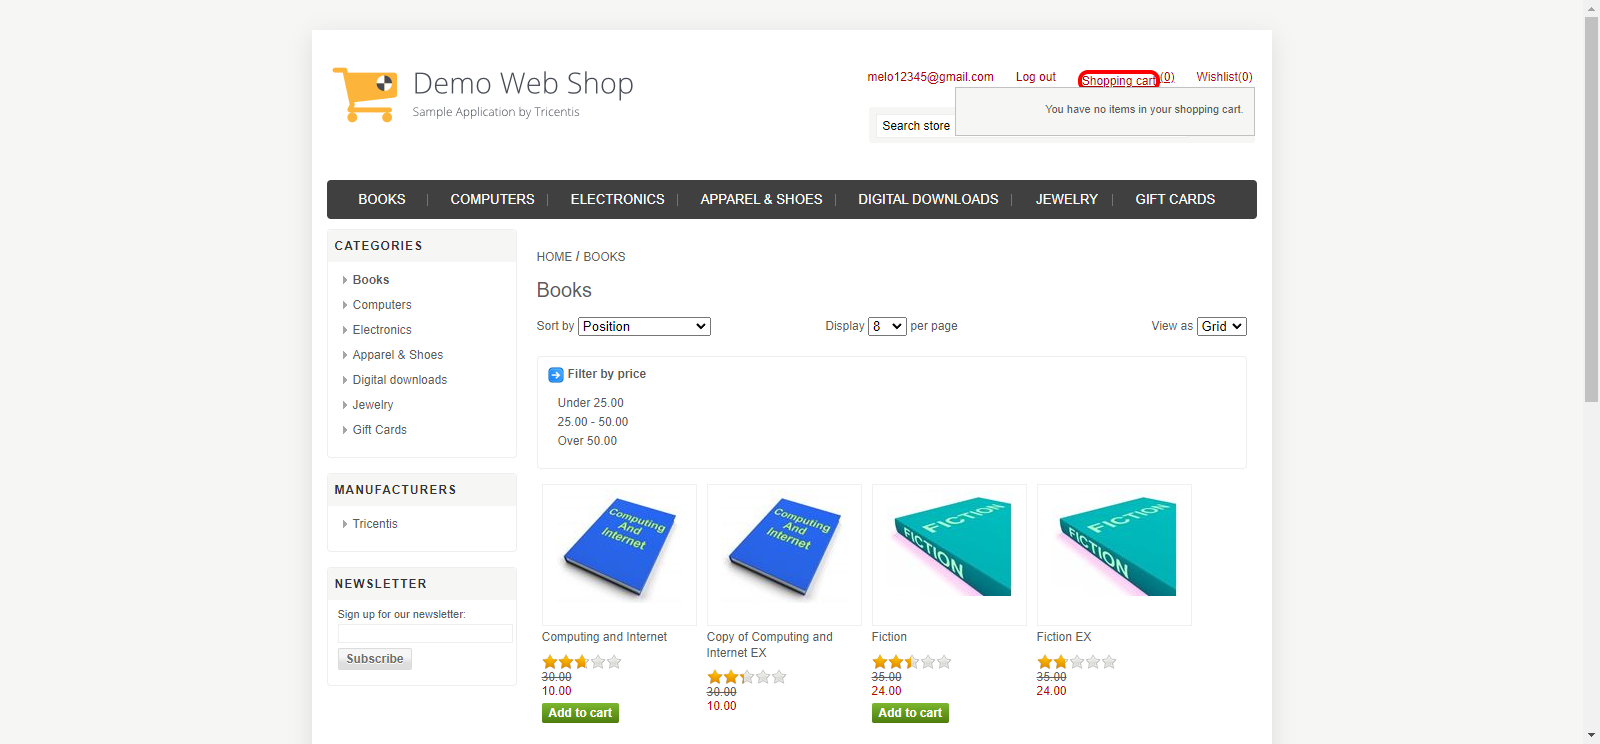 Demo Web Shop
Sample Application by Tricentis
melo12345@gmail.com Log out Shopping cart (0) Wishlist (0)
You have no items in your shopping cart.
Search store
BOOKS COMPUTERS ELECTRONICS APPAREL & SHOES DIGITAL DOWNLOADS JEWELRY GIFT CARDS
CATEGORIES
Books
Computers
Electronics
Apparel & Shoes
Digital downloads
Jewelry
Gift Cards
MANUFACTURERS
Tricentis
NEWSLETTER
Sign up for our newsletter:
Subscribe
HOME / BOOKS
Books
Sort by Position Display 8 per page View as Grid
Filter by price
Under 25.00
25.00 - 50.00
Over 50.00
Computing And Internet
Computing and Internet
30.00
10.00
Add to cart
Computing And Internet
Copy of Computing and
Internet EX
30.00
10.00
FICTION
FICTION
Fiction
35.00
24.00
Add to cart
FICTION
FICTION
Fiction EX
35.00
24.00